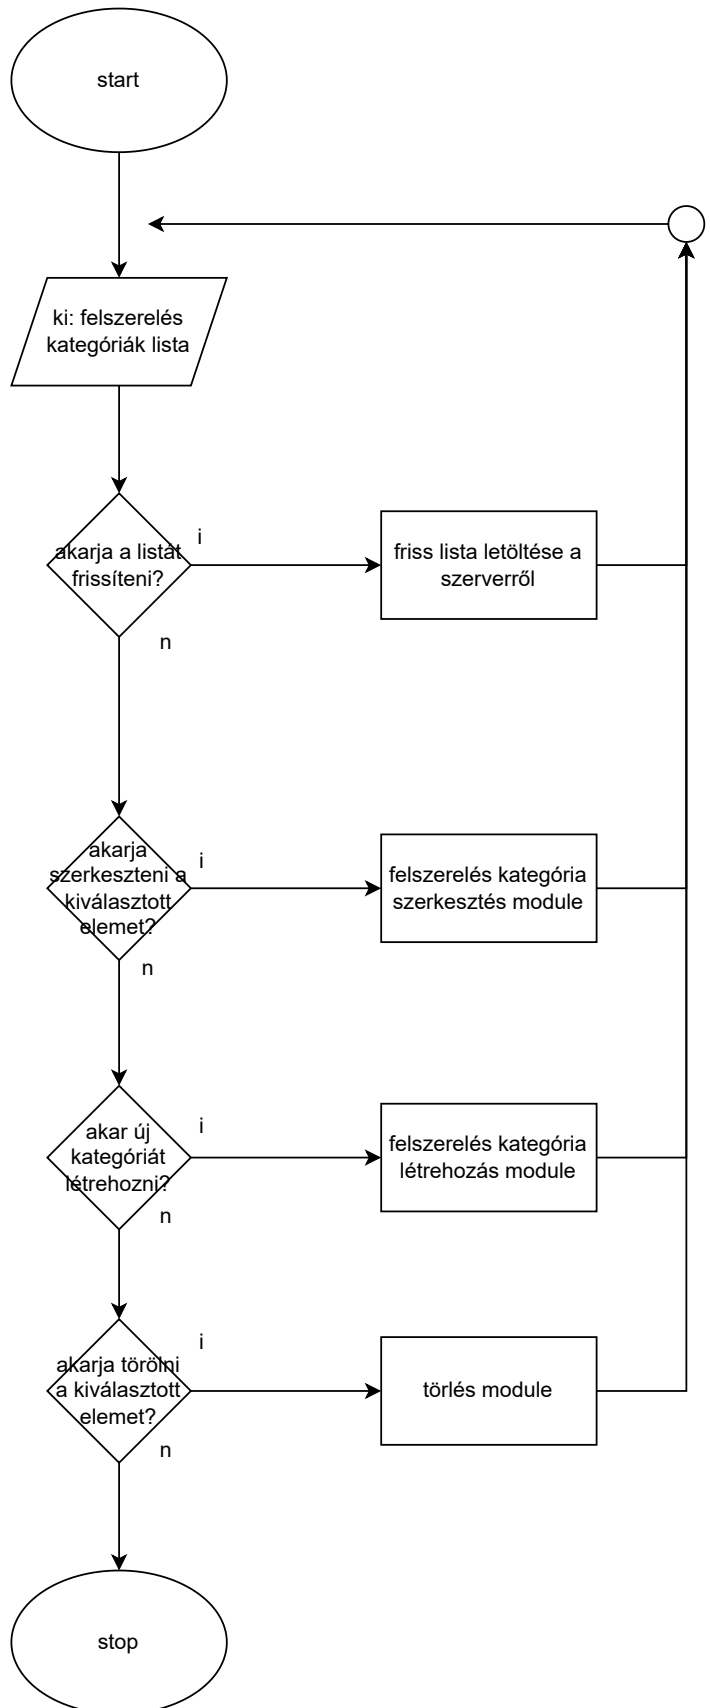 start
ki: felszerelés
kategóriák lista
akarja a listát
frissíteni?
i
n
friss lista letöltése a
szerverről
akarja
szerkeszteni a
kiválasztott
elemet?
i
n
felszerelés kategória
szerkesztés module
akar új
kategóriát
létrehozni?
i
n
felszerelés kategória
létrehozás module
akarja törölni
a kiválasztott
elemet?
i
n
törlés module
stop